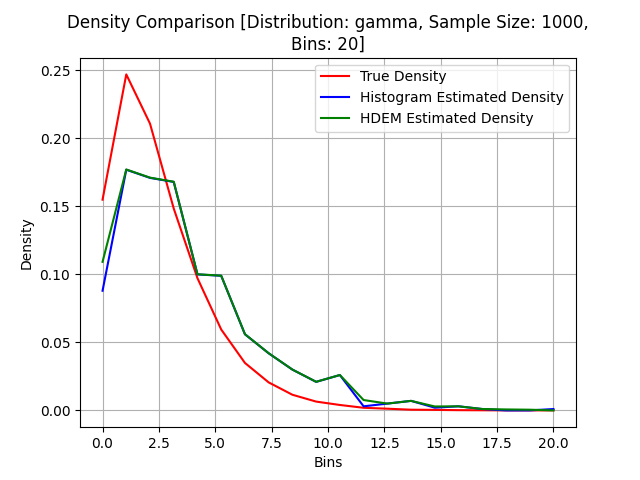 Density Comparison [Distribution: gamma, Sample Size: 1000,
Bins: 20]
True Density
Histogram Estimated Density
HDEM Estimated Density
Density
0.25
0.20
0.15
0.10
0.05
0.00
0.0 2.5 5.0 7.5 10.0 12.5 15.0 17.5 20.0
Bins